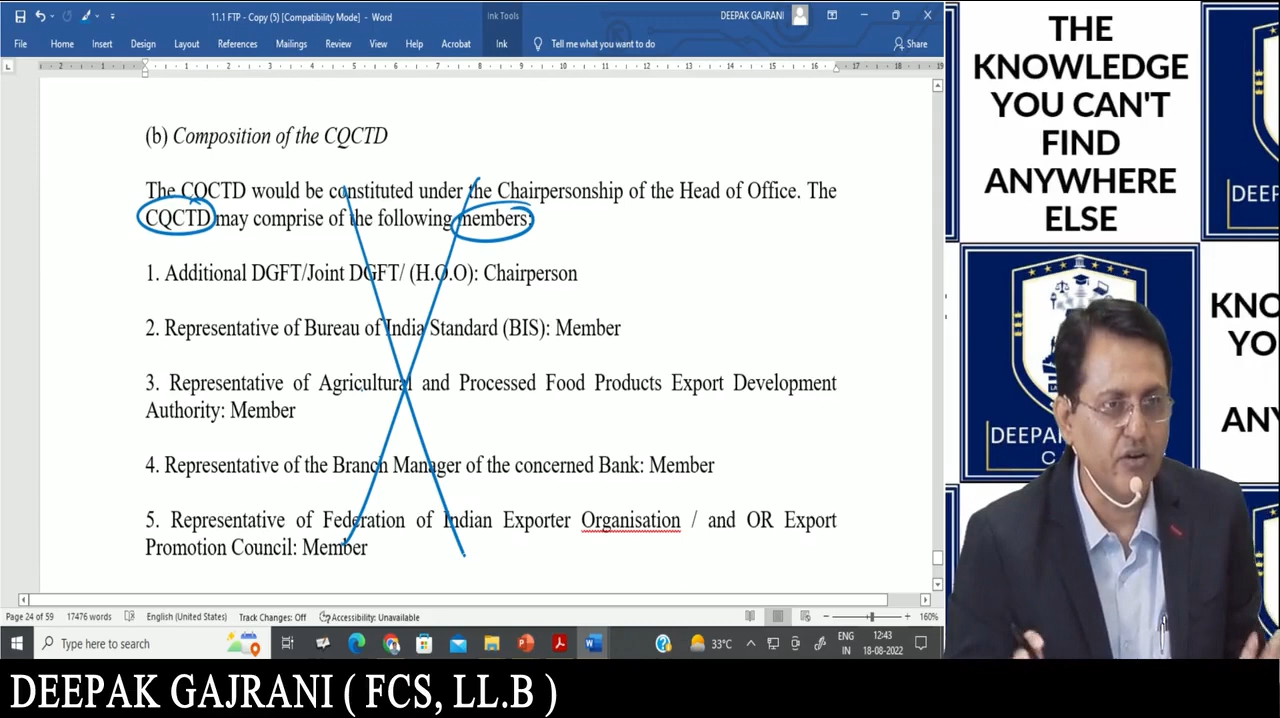 11.1 FTP - Copy (5) [Compatibility Mode] - Word
Ink Tools
DEEPAK GAJRANI
File Home Insert Design Layout References Mailings Review View Help Acrobat Ink Tell me what you want to do Share
(b) Composition of the CQCTD
The CQCTD would be constituted under the Chairpersonship of the Head of Office. The
CQCTD may comprise of the following members:
1. Additional DGFT/Joint DGFT/ (H.O.O): Chairperson
2. Representative of Bureau of India Standard (BIS): Member
3. Representative of Agricultural and Processed Food Products Export Development
Authority: Member
4. Representative of the Branch Manager of the concerned Bank: Member
5. Representative of Federation of Indian Exporter Organisation / and OR Export
Promotion Council: Member
Page 24 of 59 17476 words English (United States) Track Changes: Off Accessibility: Unavailable 160%
Type here to search
33°C
ENG
IN
12:43
18-08-2022
THE
KNOWLEDGE
YOU CAN'T
FIND
ANYWHERE
ELSE
DEEP
KNO
YO
DEEPA
ANY
DEEPAK GAJRANI ( FCS, LL.B )